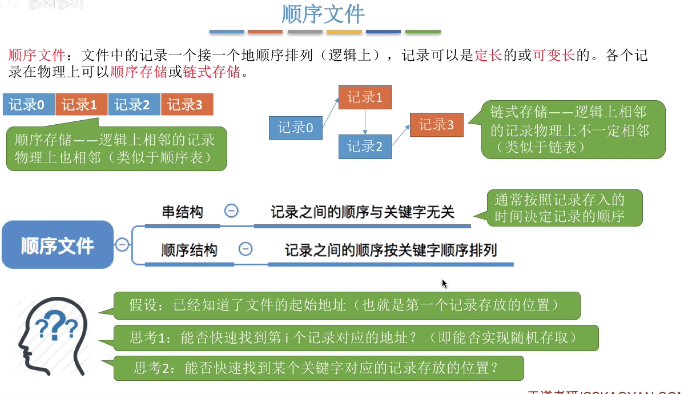 顺序文件
顺序文件：文件中的记录一个接一个地顺序排列（逻辑上），记录可以是定长的或可变长的。各个记
录在物理上可以顺序存储或链式存储。
记录0 记录1 记录2 记录3
顺序存储——逻辑上相邻的记录
物理上也相邻（类似于顺序表）
记录0
记录1
记录2
记录3
链式存储——逻辑上相邻
的记录物理上不一定相邻
（类似于链表）
顺序文件
串结构
记录之间的顺序与关键字无关
通常按照记录存入的
时间决定记录的顺序
顺序结构
记录之间的顺序按关键字顺序排列
???
假设：已经知道了文件的起始地址（也就是第一个记录存放的位置）
思考1：能否快速找到第i个记录对应的地址？（即能否实现随机存取）
思考2：能否快速找到某个关键字对应的记录存放的位置？